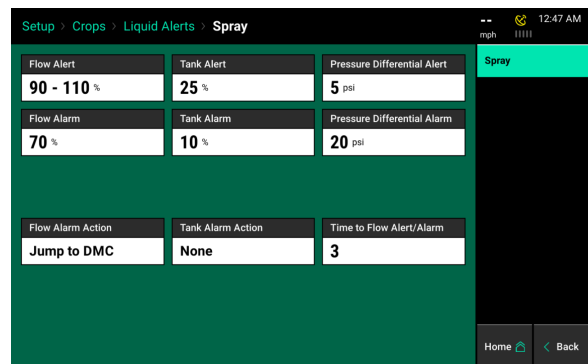 Setup > Crops > Liquid Alerts > Spray
--
mph
12:47 AM
Flow Alert
90 - 110 %
Tank Alert
25 %
Pressure Differential Alert
5 psi
Flow Alarm
70 %
Tank Alarm
10 %
Pressure Differential Alarm
20 psi
Flow Alarm Action
Jump to DMC
Tank Alarm Action
None
Time to Flow Alert/Alarm
3
Spray
Home
< Back